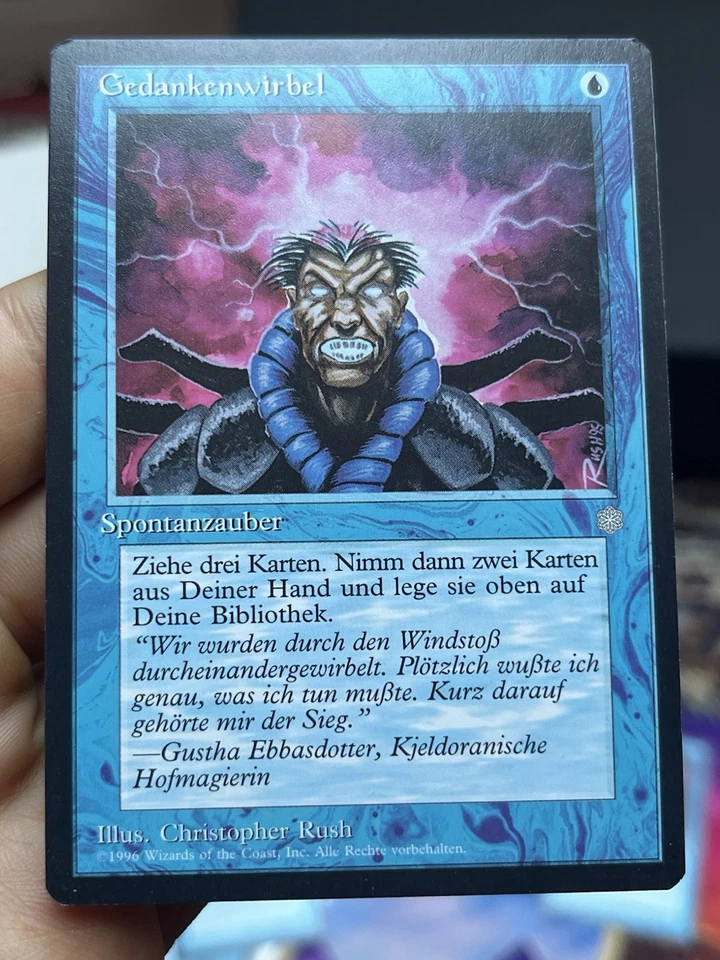 Gedankenwirbel
RUSH95
Spontanzauber
Ziehe drei Karten. Nimm dann zwei Karten
aus Deiner Hand und lege sie oben auf
Deine Bibliothek.
“Wir wurden durch den Windstoß
durcheinandergewirbelt. Plötzlich wußte ich
genau, was ich tun mußte. Kurz darauf
gehörte mir der Sieg.”
—Gustha Ebbasdotter, Kjeldoranische
Hofmagierin
Illus. Christopher Rush
©1996 Wizards of the Coast, Inc. Alle Rechte vorbehalten.